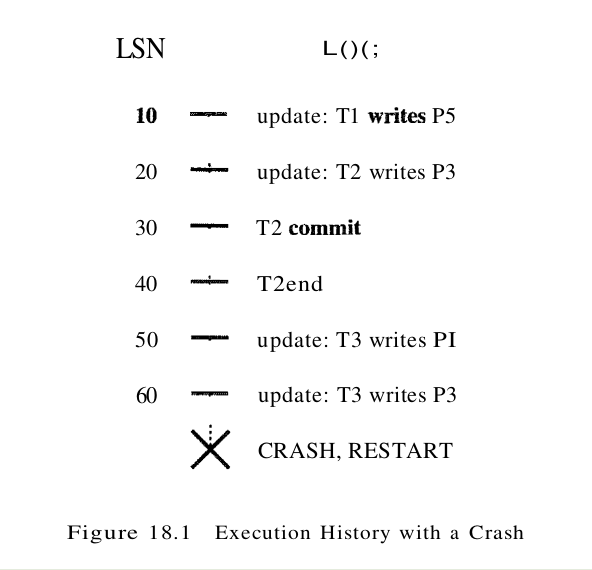 LSN L()(;
10 update: T1 writes P5
20 update: T2 writes P3
30 T2 commit
40 T2end
50 update: T3 writes PI
60 update: T3 writes P3
CRASH, RESTART
Figure 18.1 Execution History with a Crash